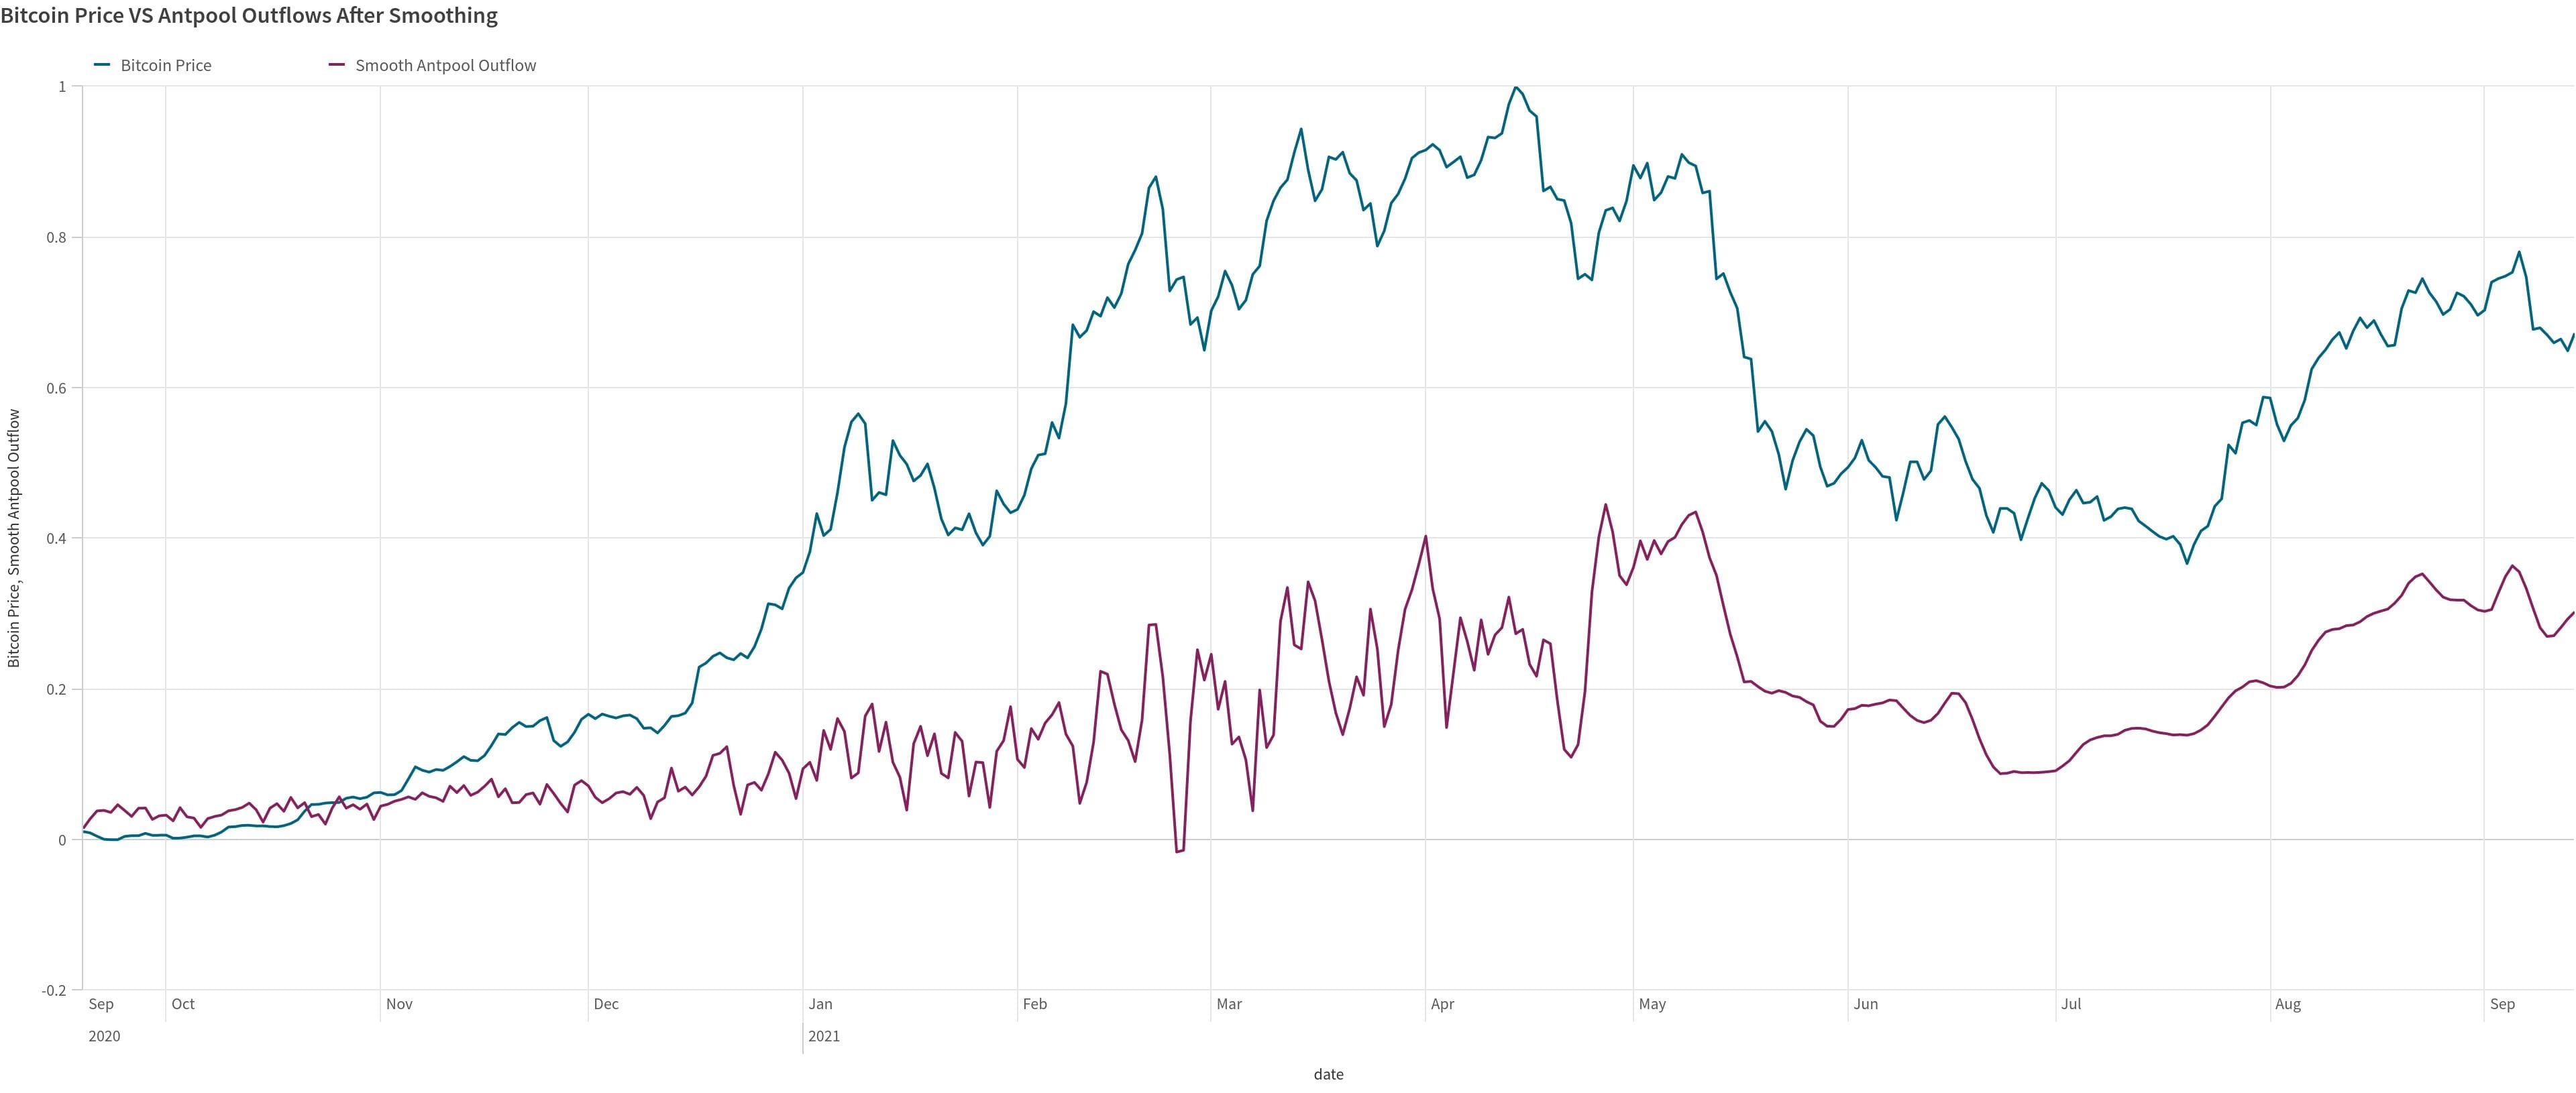 Bitcoin Price VS Antpool Outflows After Smoothing
Bitcoin Price Smooth Antpool Outflow
1
0.8
0.6
0.4
0.2
0
-0.2
Bitcoin Price, Smooth Antpool Outflow
Sep Oct Nov Dec Jan Feb Mar Apr May Jun Jul Aug Sep
2020 2021
date